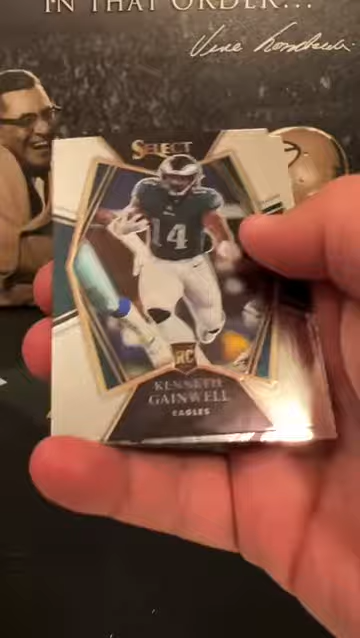 IN THAT ORDER...
Vince Lombardi
SELECT
14
RC
KENNETH
GAINWELL
EAGLES